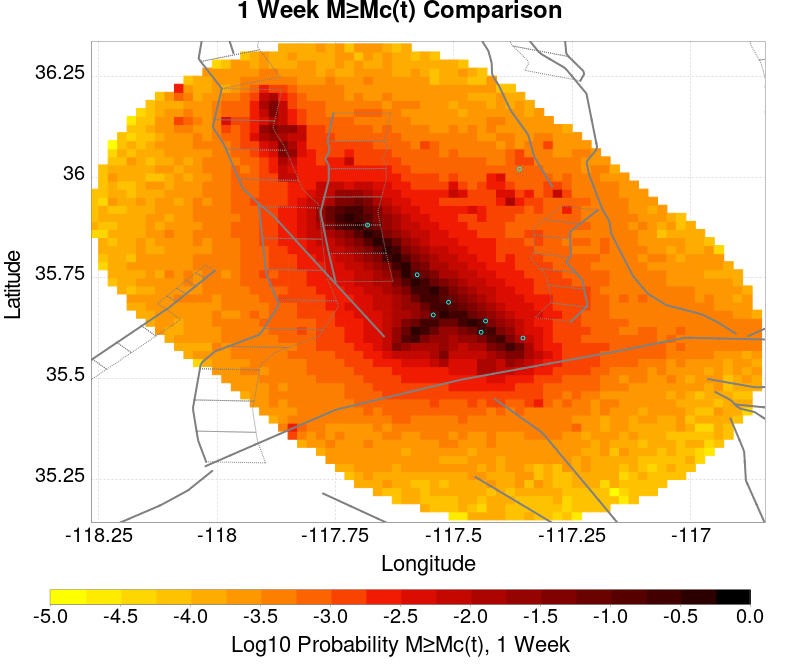 1 Week M≥Mc(t) Comparison
36.25
36
35.75
35.5
35.25
Latitude
-118.25 -118 -117.75 -117.5 -117.25 -117
Longitude
-5.0 -4.5 -4.0 -3.5 -3.0 -2.5 -2.0 -1.5 -1.0 -0.5 0.0
Log10 Probability M≥Mc(t), 1 Week